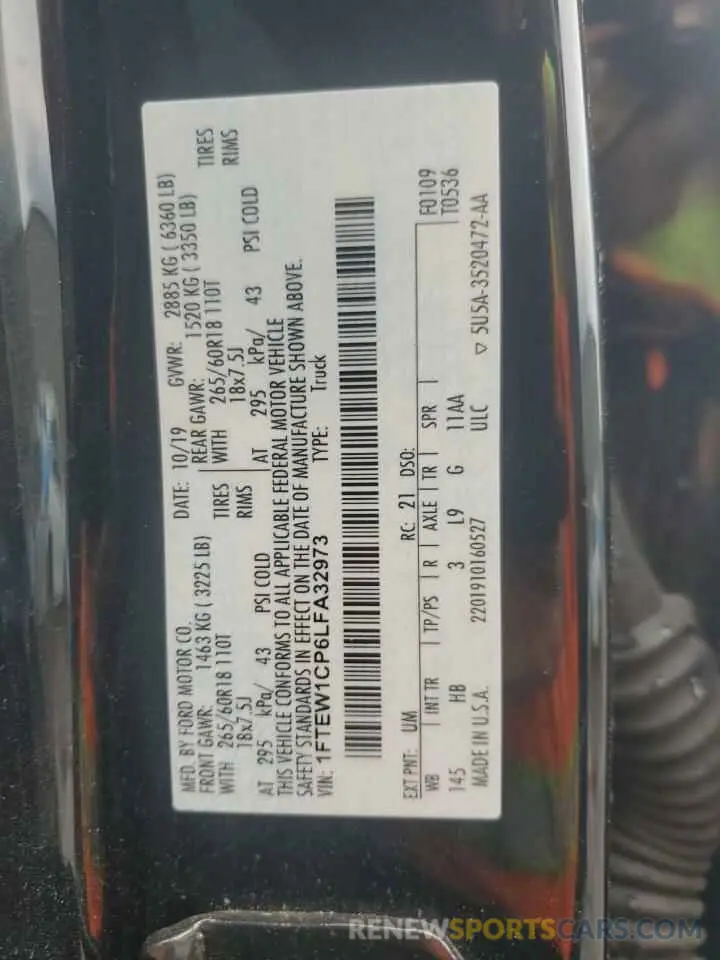 MFD. BY FORD MOTOR CO. DATE: 10/19 GVWR: 2885 KG ( 6360 LB)
FRONT GAWR: 1463 KG ( 3225 LB) REAR GAWR: 1520 KG ( 3350 LB)
WITH 265/60R18 110T TIRES WITH 265/60R18 110T TIRES
18x7.5J RIMS 18x7.5J RIMS
AT 295 kPa/ 43 PSI COLD AT 295 kPa/ 43 PSI COLD
THIS VEHICLE CONFORMS TO ALL APPLICABLE FEDERAL MOTOR VEHICLE
SAFETY STANDARDS IN EFFECT ON THE DATE OF MANUFACTURE SHOWN ABOVE.
VIN: 1FTEW1CP6LFA32973 TYPE: Truck
EXT PNT: UM RC: 21 DSO: F0109
WB INT TR TP/PS R AXLE TR SPR T0536
145 HB 3 L9 G 11AA
MADE IN U.S.A. 2201910160527 ULC ▽ 5U5A-3520472-AA
RENEWSPORTSCARS.COM